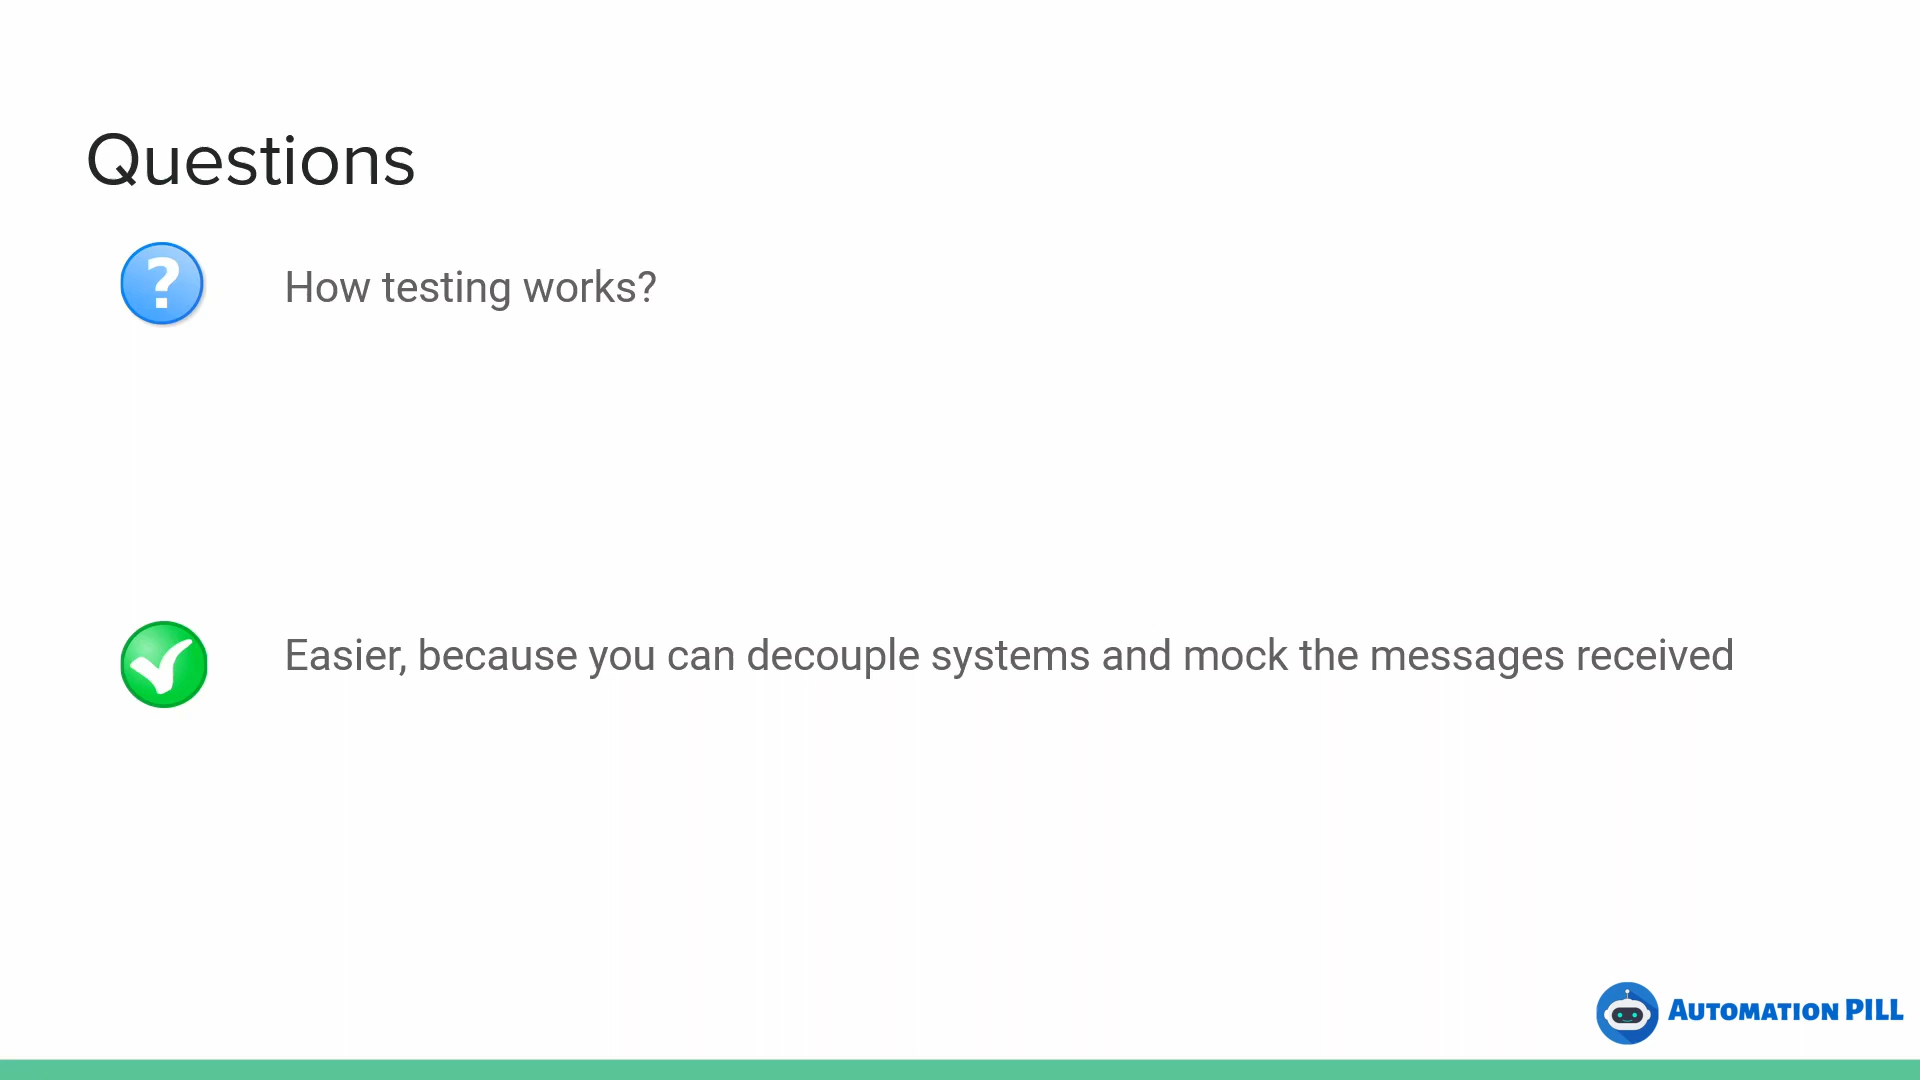 Questions
?
How testing works?
Easier, because you can decouple systems and mock the messages received
AUTOMATION PILL